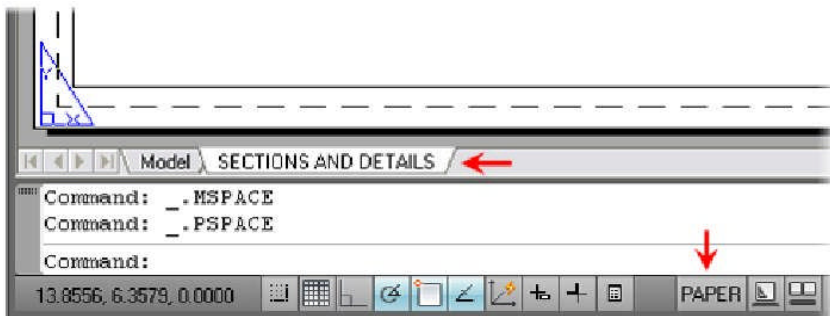 Y
X
Model SECTIONS AND DETAILS
Command: _.MSPACE
Command: _.PSPACE
Command:
13.8556, 6.3579, 0.0000 PAPER